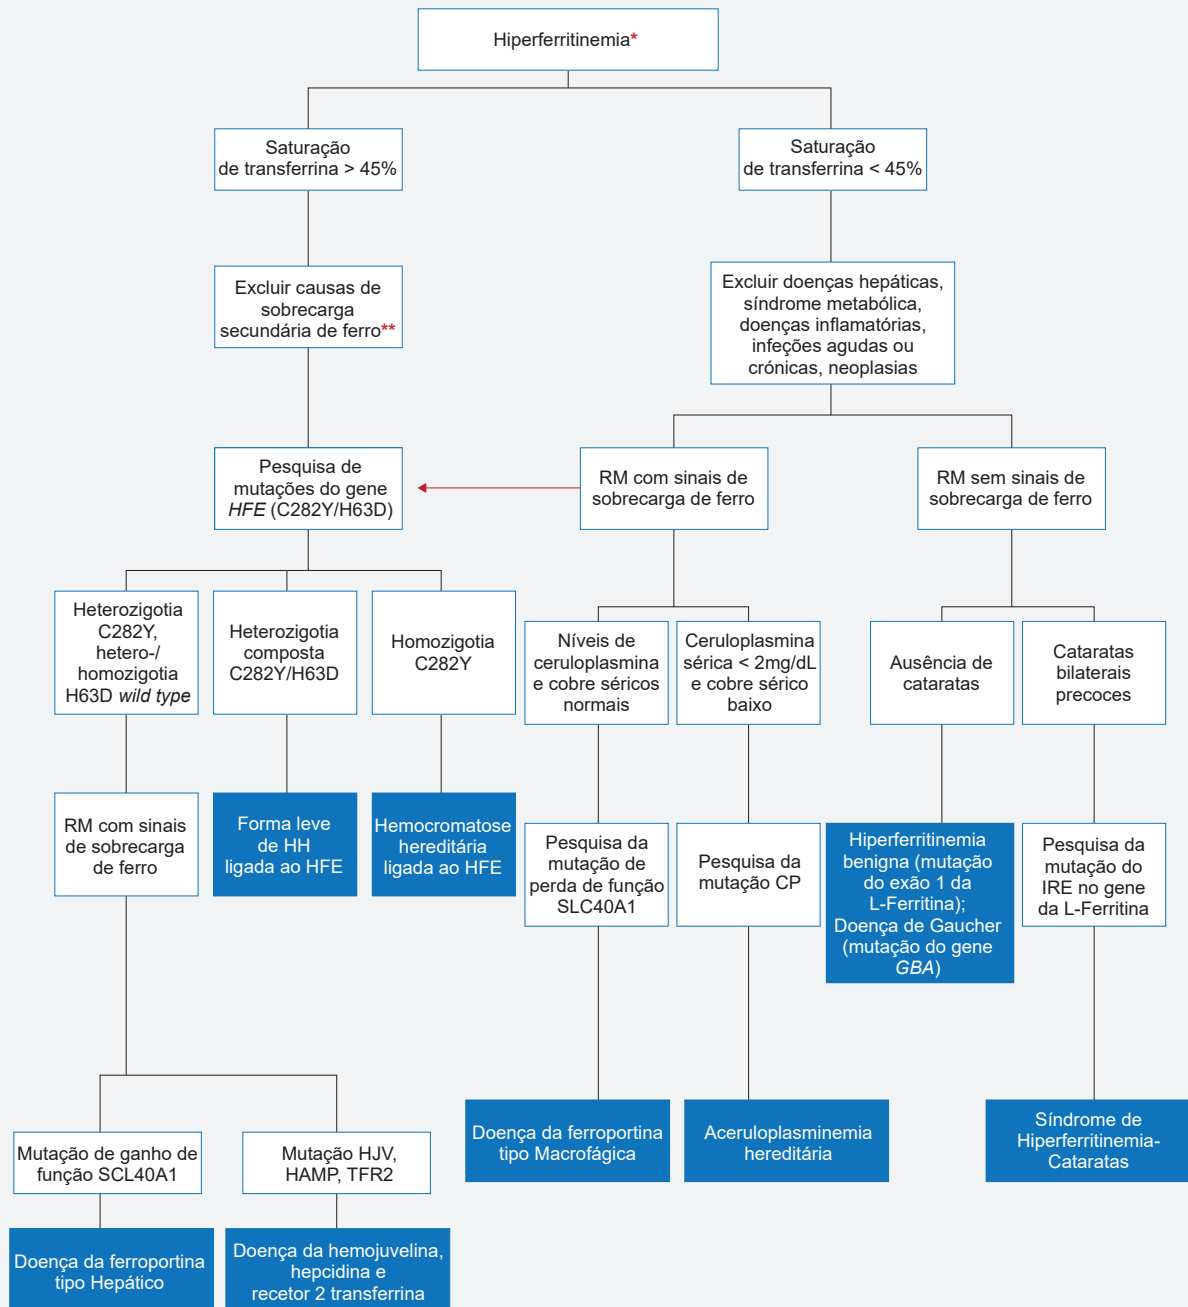 Hiperferritinemia*
Saturação
de transferrina > 45%
Saturação
de transferrina < 45%
Excluir causas de
sobrecarga
secundária de ferro**
Excluir doenças hepáticas,
síndrome metabólica,
doenças inflamatórias,
infeções agudas ou
crónicas, neoplasias
Pesquisa de
mutações do gene
HFE (C282Y/H63D)
RM com sinais de
sobrecarga de ferro
RM sem sinais de
sobrecarga de ferro
Heterozigotia
C282Y,
hetero-/
homozigotia
H63D wild type
Heterozigotia
composta
C282Y/H63D
Homozigotia
C282Y
Níveis de
ceruloplasmina
e cobre séricos
normais
Ceruloplasmina
sérica < 2mg/dL
e cobre sérico
baixo
Ausência de
cataratas
Cataratas
bilaterais
precoces
RM com sinais
de sobrecarga
de ferro
Forma leve
de HH
ligada ao HFE
Hemocromatose
hereditária
ligada ao HFE
Pesquisa da
mutação de
perda de função
SLC40A1
Pesquisa da
mutação CP
Hiperferritinemia
benigna (mutação
do exão 1 da
L-Ferritina);
Doença de Gaucher
(mutação do gene
GBA)
Pesquisa da
mutação do
IRE no gene
da L-Ferritina
Mutação de ganho de
função SCL40A1
Mutação HJV,
HAMP, TFR2
Doença da ferroportina
tipo Macrofágica
Aceruloplasminemia
hereditária
Síndrome de
Hiperferritinemia-
Cataratas
Doença da ferroportina
tipo Hepático
Doença da hemojuvelina,
hepcidina e
recetor 2 transferrina